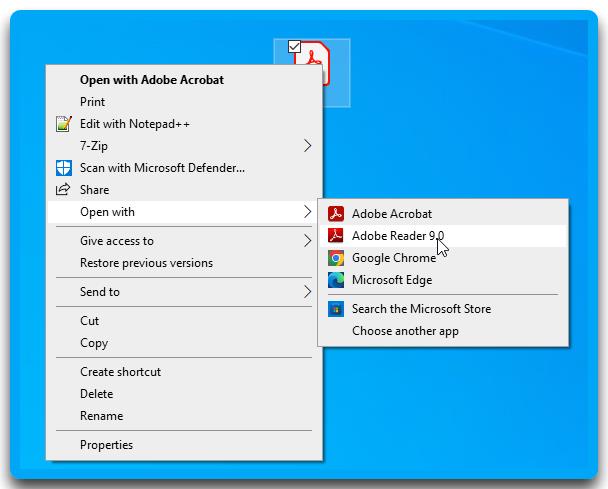 Open with Adobe Acrobat
Print
Edit with Notepad++
7-Zip
Scan with Microsoft Defender...
Share
Open with
Give access to
Restore previous versions
Send to
Cut
Copy
Create shortcut
Delete
Rename
Properties
Adobe Acrobat
Adobe Reader 9.0
Google Chrome
Microsoft Edge
Search the Microsoft Store
Choose another app